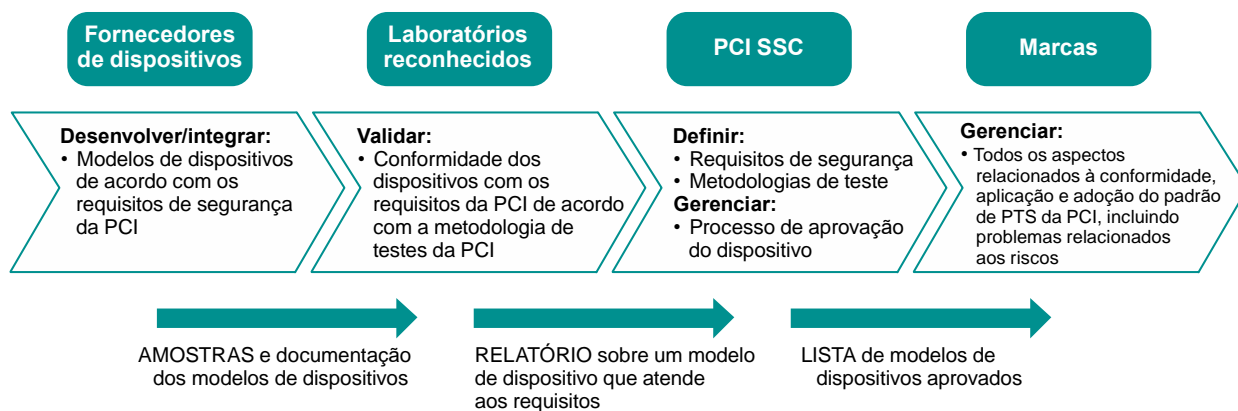 Fornecedores
de dispositivos
Laboratórios
reconhecidos
PCI SSC
Marcas
Desenvolver/integrar:
• Modelos de dispositivos
de acordo com os
requisitos de segurança
da PCI
Validar:
• Conformidade dos
dispositivos com os
requisitos da PCI de acordo
com a metodologia de
testes da PCI
Definir:
• Requisitos de segurança
• Metodologias de teste
Gerenciar:
• Processo de aprovação
do dispositivo
Gerenciar:
• Todos os aspectos
relacionados à conformidade,
aplicação e adoção do padrão
de PTS da PCI, incluindo
problemas relacionados
aos riscos
AMOSTRAS e documentação
dos modelos de dispositivos
RELATÓRIO sobre um modelo
de dispositivo que atende
aos requisitos
LISTA de modelos de
dispositivos aprovados